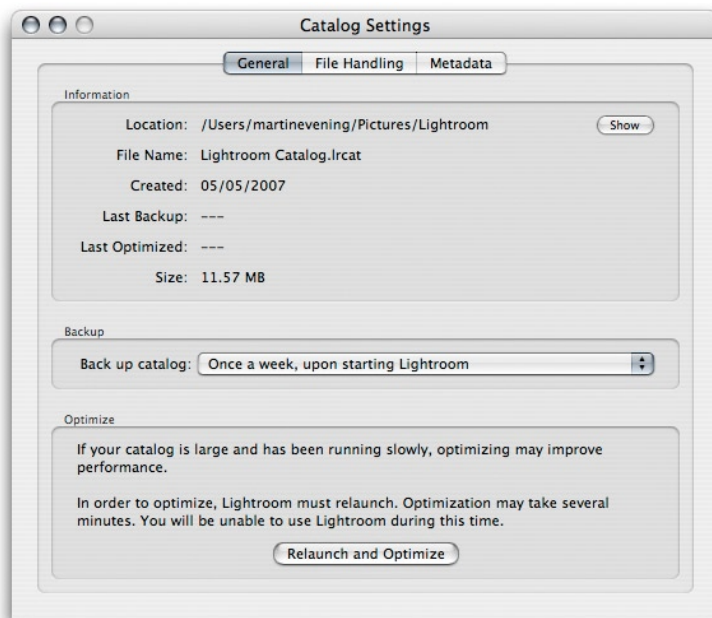 Catalog Settings
General File Handling Metadata
Information
Location: /Users/martinevening/Pictures/Lightroom Show
File Name: Lightroom Catalog.lrcat
Created: 05/05/2007
Last Backup: ---
Last Optimized: ---
Size: 11.57 MB
Backup
Back up catalog: Once a week, upon starting Lightroom
Optimize
If your catalog is large and has been running slowly, optimizing may improve
performance.
In order to optimize, Lightroom must relaunch. Optimization may take several
minutes. You will be unable to use Lightroom during this time.
Relaunch and Optimize